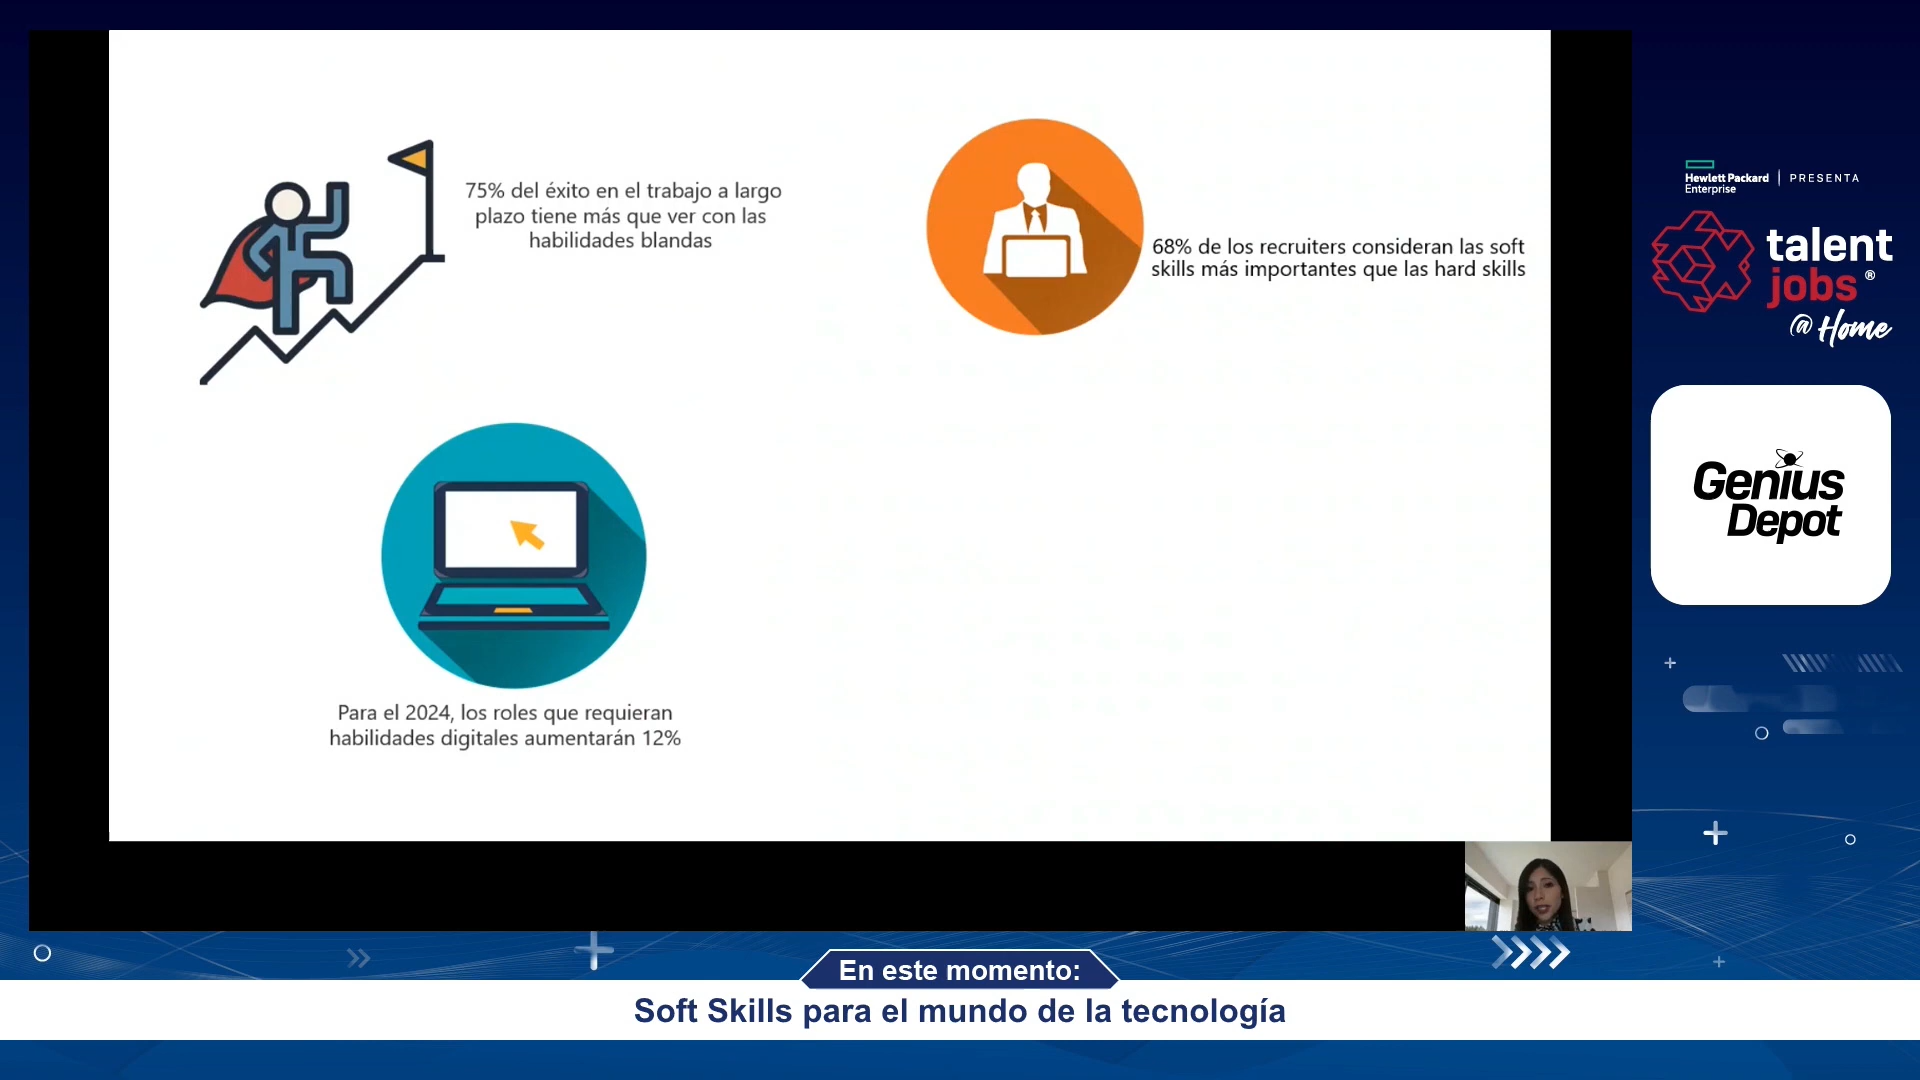 75% del éxito en el trabajo a largo
plazo tiene más que ver con las
habilidades blandas
68% de los recruiters consideran las soft
skills más importantes que las hard skills
Para el 2024, los roles que requieran
habilidades digitales aumentarán 12%
Hewlett Packard
Enterprise
PRESENTA
talent
jobs®
@Home
Genius
Depot
En este momento:
Soft Skills para el mundo de la tecnología